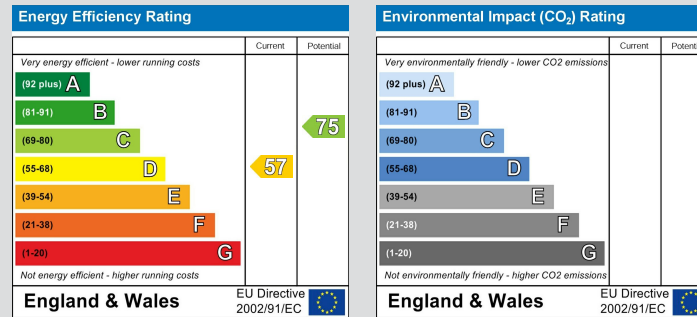 Energy Efficiency Rating
Current Potential
Very energy efficient - lower running costs
(92 plus) A
(81-91) B
(69-80) C
(55-68) D
(39-54) E
(21-38) F
(1-20) G
57
75
Not energy efficient - higher running costs
England & Wales
EU Directive
2002/91/EC
Environmental Impact (CO₂) Rating
Current Potent
Very environmentally friendly - lower CO2 emissions
(92 plus) A
(81-91) B
(69-80) C
(55-68) D
(39-54) E
(21-38) F
(1-20) G
Not environmentally friendly - higher CO2 emissions
England & Wales
EU Directive
2002/91/EC